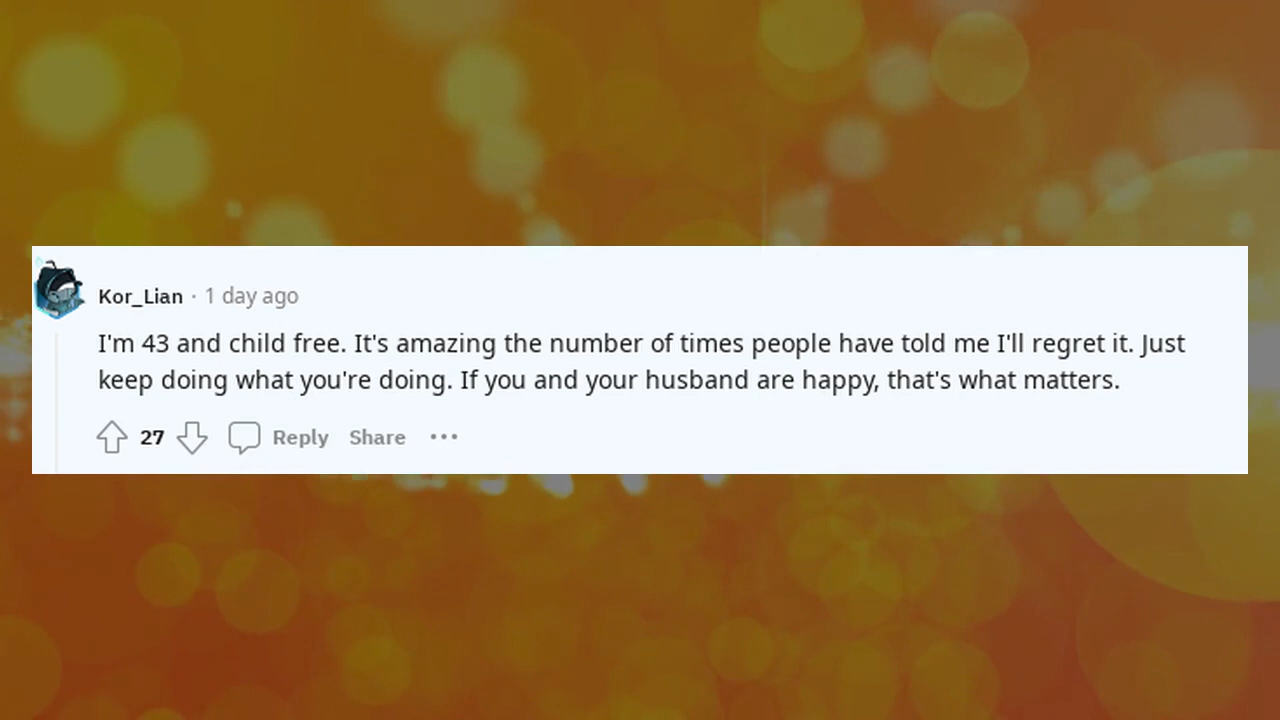 Kor_Lian · 1 day ago
I'm 43 and child free. It's amazing the number of times people have told me I'll regret it. Just
keep doing what you're doing. If you and your husband are happy, that's what matters.
27 Reply Share •••